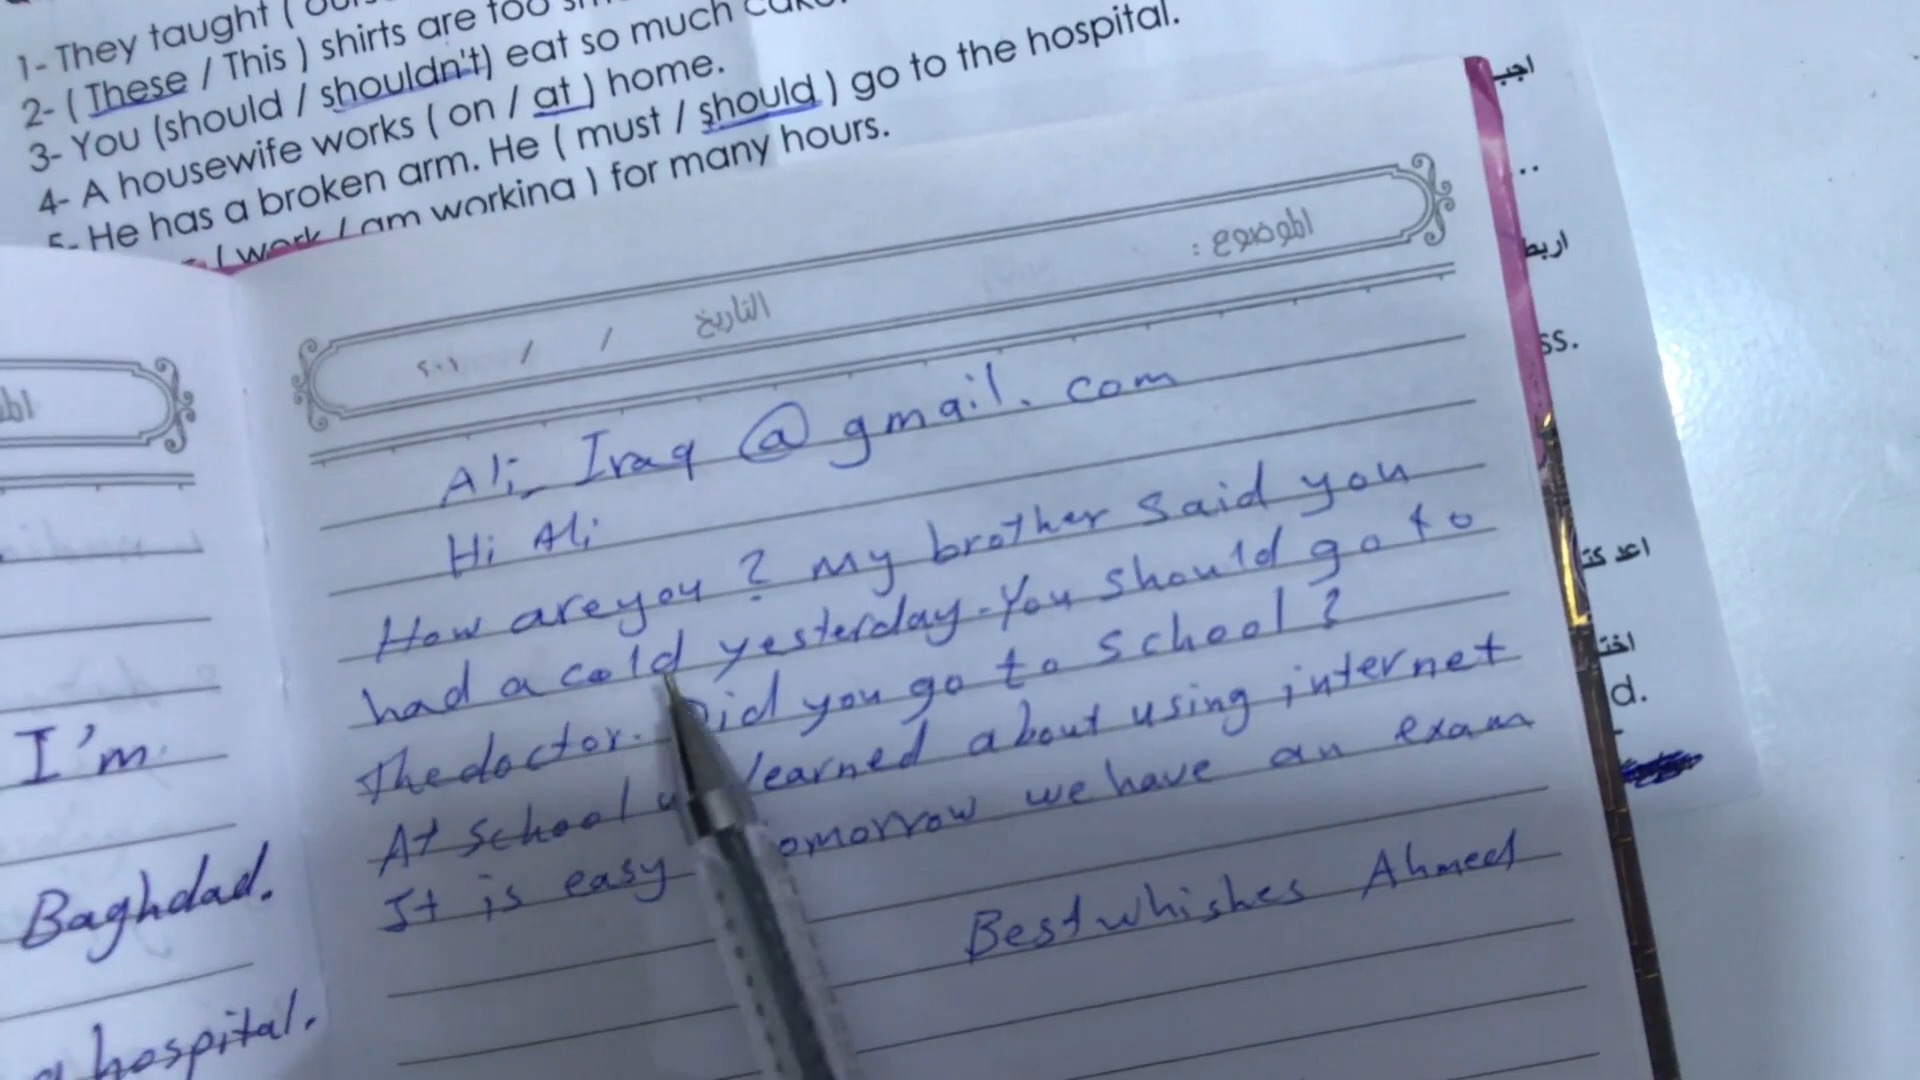 1- They taught (
2- ( These / This ) shirts are too
3- You (should / shouldn't) eat so much cake.
4- A housewife works ( on / at ) home.
5- He has a broken arm. He ( must / should ) go to the hospital.
( work / am working ) for many hours.
اجب
..
اربط
ss.
اعد
d.
الموضوع :
التاريخ / / ٢٠١
Ali_Iraq @ gmail. com
Hi Ali
How are you ? My brother said you
had a cold yesterday. You should go to
the doctor. Did you go to school ?
At school learned about using internet
It is easy omorrow we have an exam
Best whishes Ahmed
I'm
Baghdad.
a hospital.